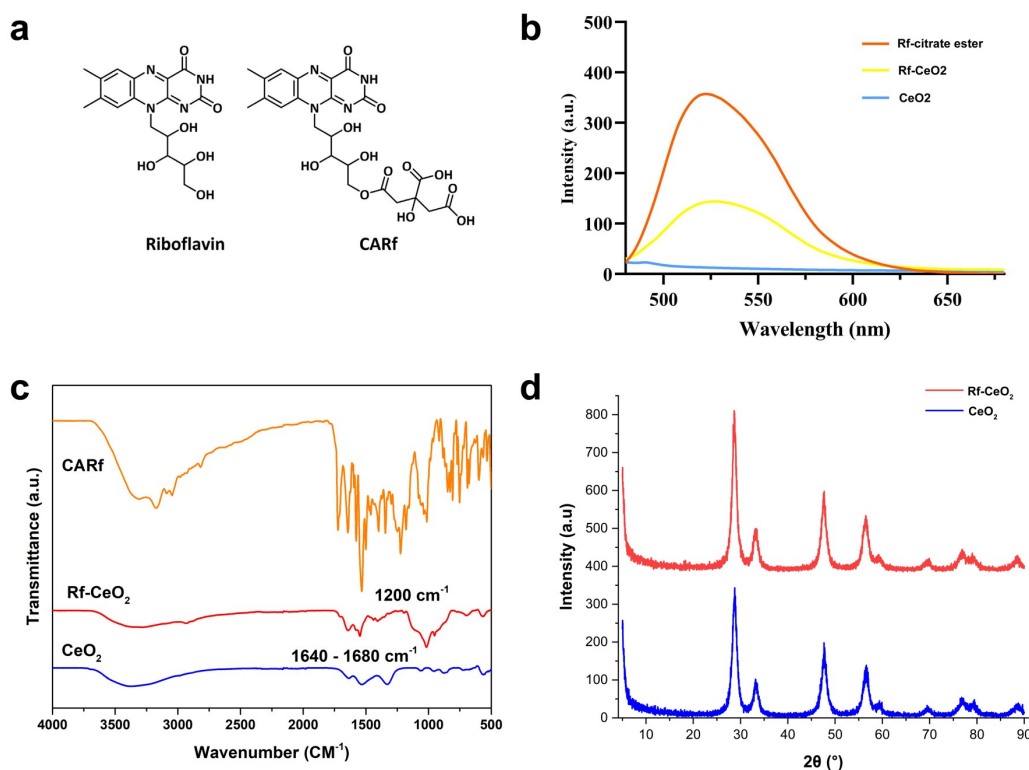 a
O
N
NH
N
N
O
OH
HO
OH
HO
Riboflavin
O
N
NH
N
N
O
OH
HO
OH
O
O
O
OH
O
HO
OH
CARf
b
500
400
300
200
100
0
Intensity (a.u.)
500
550
600
650
Wavelength (nm)
Rf-citrate ester
Rf-CeO2
CeO2
c
CARf
Rf-CeO₂
CeO₂
1200 cm⁻¹
1640 - 1680 cm⁻¹
Transmittance (a.u.)
4000
3500
3000
2500
2000
1500
1000
500
Wavenumber (CM⁻¹)
d
Rf-CeO₂
CeO₂
800
700
600
500
400
300
200
100
0
Intensity (a.u)
10
20
30
40
50
60
70
80
90
2θ (°)